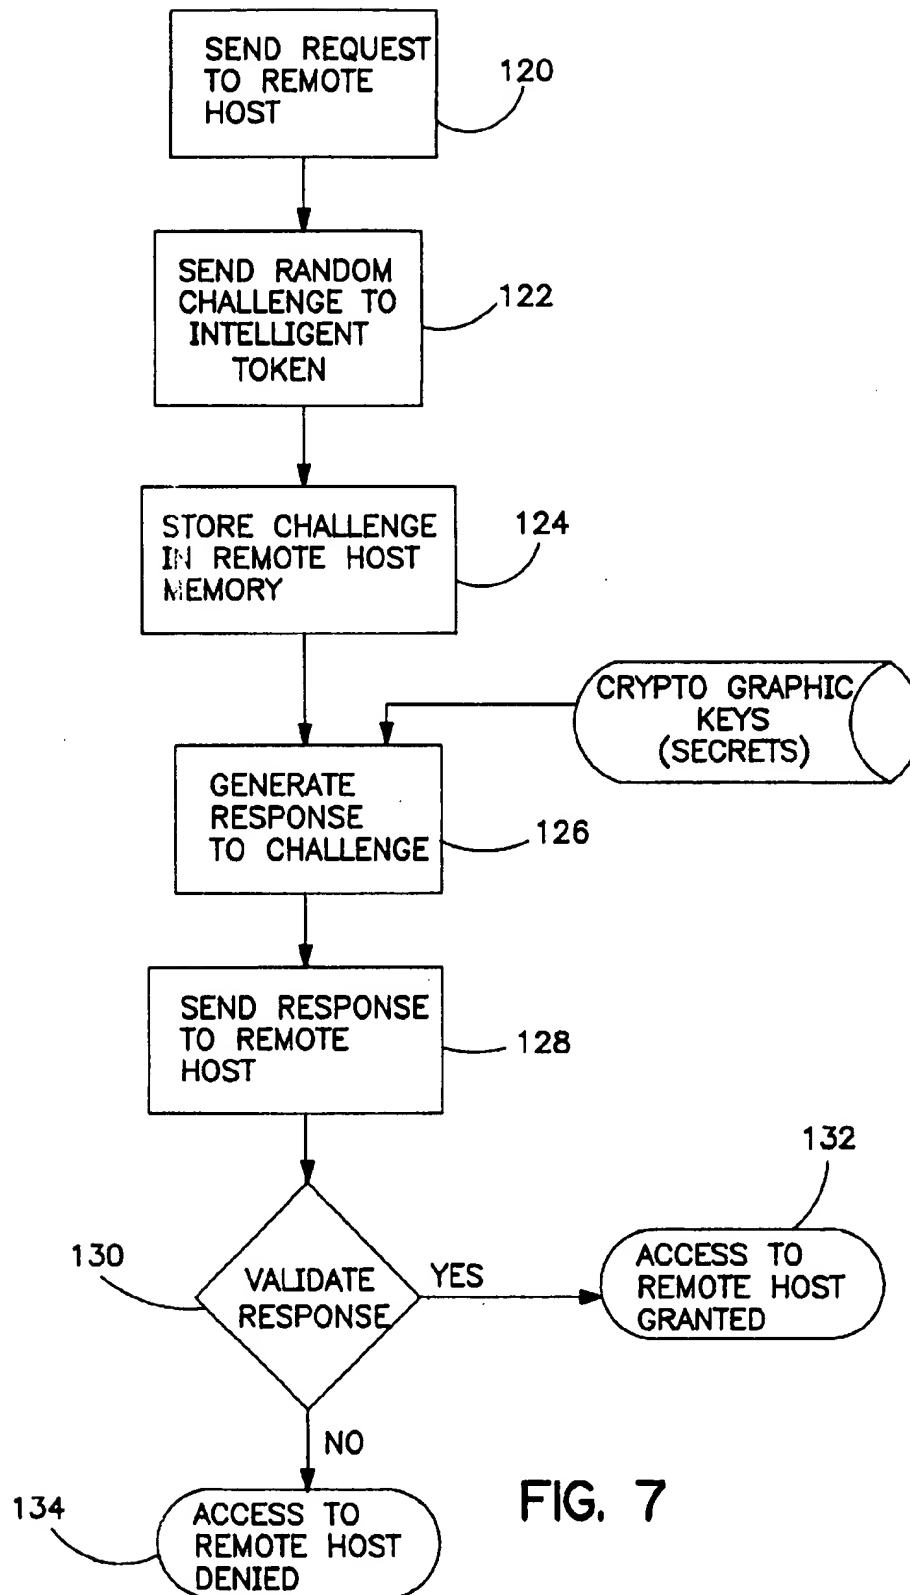 SEND REQUEST
TO REMOTE
HOST
120
SEND RANDOM
CHALLENGE TO
INTELLIGENT
TOKEN
122
STORE CHALLENGE
IN REMOTE HOST
MEMORY
124
CRYPTO GRAPHIC
KEYS
(SECRETS)
GENERATE
RESPONSE
TO CHALLENGE
126
SEND RESPONSE
TO REMOTE
HOST
128
130
VALIDATE
RESPONSE
YES
132
ACCESS TO
REMOTE HOST
GRANTED
NO
134
ACCESS TO
REMOTE HOST
DENIED
FIG. 7